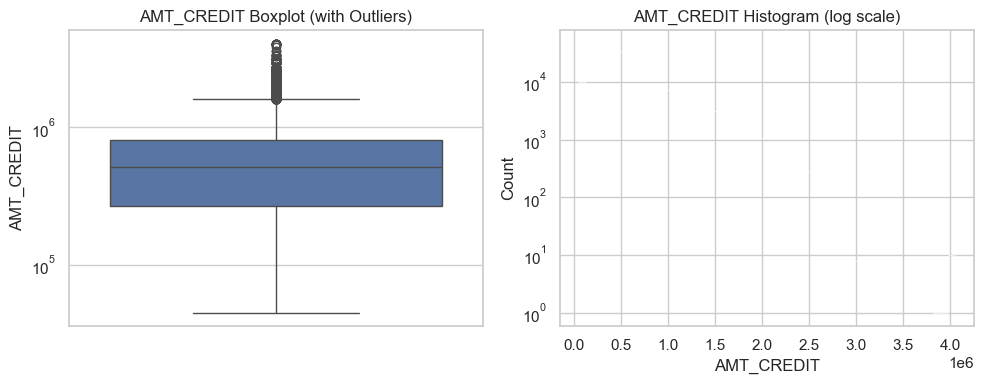 AMT_CREDIT Boxplot (with Outliers)
AMT_CREDIT
10^6
10^5
AMT_CREDIT Histogram (log scale)
Count
10^4
10^3
10^2
10^1
10^0
0.0 0.5 1.0 1.5 2.0 2.5 3.0 3.5 4.0
1e6
AMT_CREDIT